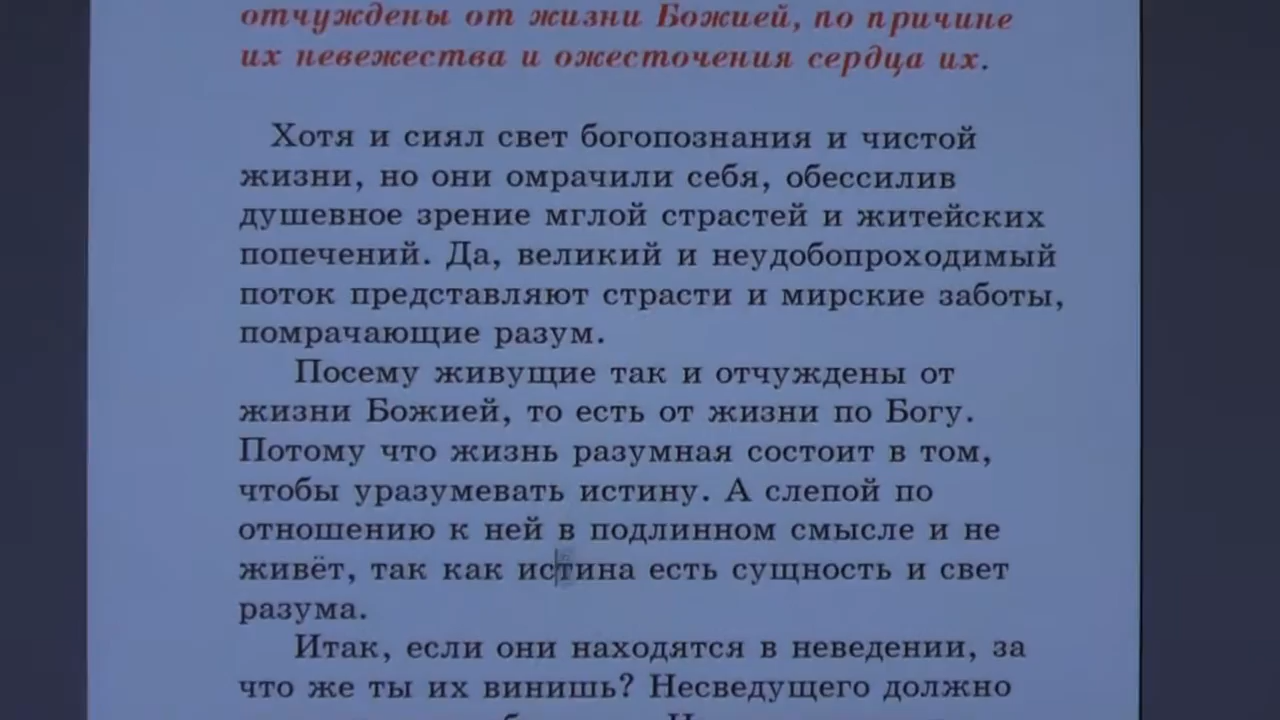 отчуждены от жизни Божией, по причине
их невежества и ожесточения сердца их.
Хотя и сиял свет богопознания и чистой
жизни, но они омрачили себя, обессилив
душевное зрение мглой страстей и житейских
попечений. Да, великий и неудобопроходимый
поток представляют страсти и мирские заботы,
помрачающие разум.
Посему живущие так и отчуждены от
жизни Божией, то есть от жизни по Богу.
Потому что жизнь разумная состоит в том,
чтобы уразумевать истину. А слепой по
отношению к ней в подлинном смысле и не
живёт, так как истина есть сущность и свет
разума.
Итак, если они находятся в неведении, за
что же ты их винишь? Несведущего должно